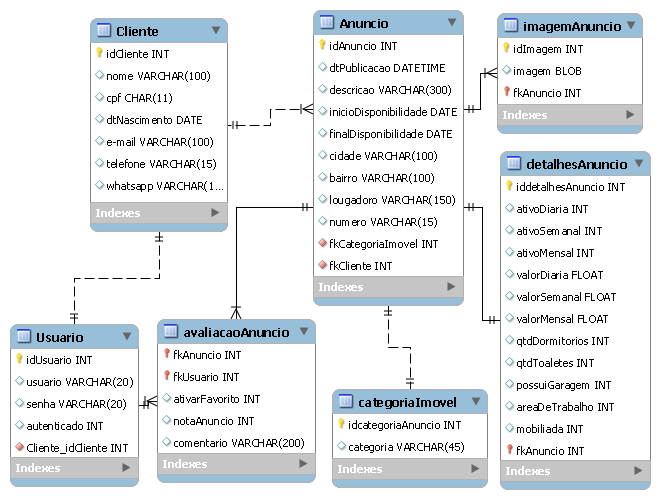 Cliente
idCliente INT
nome VARCHAR(100)
cpf CHAR(11)
dtNascimento DATE
e-mail VARCHAR(100)
telefone VARCHAR(15)
whatsapp VARCHAR(1...
Indexes
Anuncio
idAnuncio INT
dtPublicacao DATETIME
descricao VARCHAR(300)
inicioDisponibilidade DATE
finalDisponibilidade DATE
cidade VARCHAR(100)
bairro VARCHAR(100)
lougadoro VARCHAR(150)
numero VARCHAR(15)
fkCategoriaImovel INT
fkCliente INT
Indexes
imagemAnuncio
idImagem INT
imagem BLOB
fkAnuncio INT
Indexes
detalhesAnuncio
iddetalhesAnuncio INT
ativoDiaria INT
ativoSemanal INT
ativoMensal INT
valorDiaria FLOAT
valorSemanal FLOAT
valorMensal FLOAT
qtdDormitorios INT
qtdToaletes INT
possuiGaragem INT
areaDeTrabalho INT
mobiliada INT
fkAnuncio INT
Indexes
Usuario
idUsuario INT
usuario VARCHAR(20)
senha VARCHAR(20)
autenticado INT
Cliente_idCliente INT
Indexes
avaliacaoAnuncio
fkAnuncio INT
fkUsuario INT
ativarFavorito INT
notaAnuncio INT
comentario VARCHAR(200)
Indexes
categoriaImovel
idcategoriaAnuncio INT
categoria VARCHAR(45)
Indexes